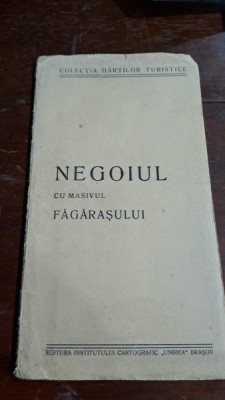 COLECȚIA HĂRȚILOR TURISTICE
NEGOIUL
CU MASIVUL
FĂGĂRAȘULUI
EDITURA INSTITUTULUI CARTOGRAFIC „UNIREA" BRAȘOV